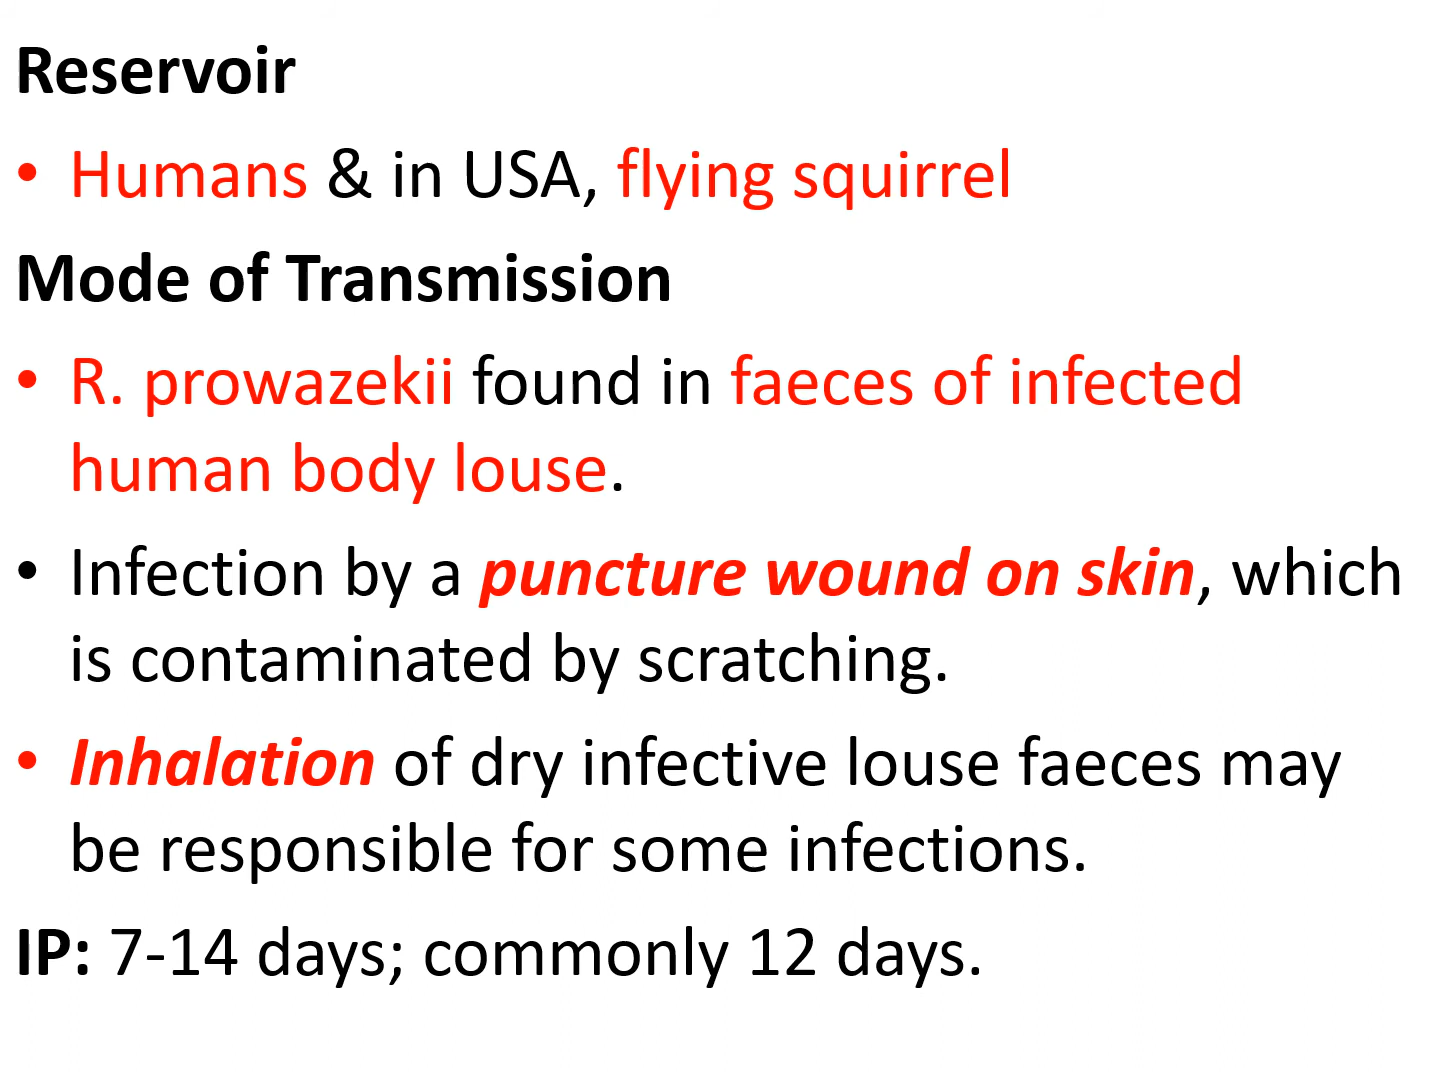 Reservoir
• Humans & in USA, flying squirrel
Mode of Transmission
• R. prowazekii found in faeces of infected
human body louse.
• Infection by a puncture wound on skin, which
is contaminated by scratching.
• Inhalation of dry infective louse faeces may
be responsible for some infections.
IP: 7-14 days; commonly 12 days.